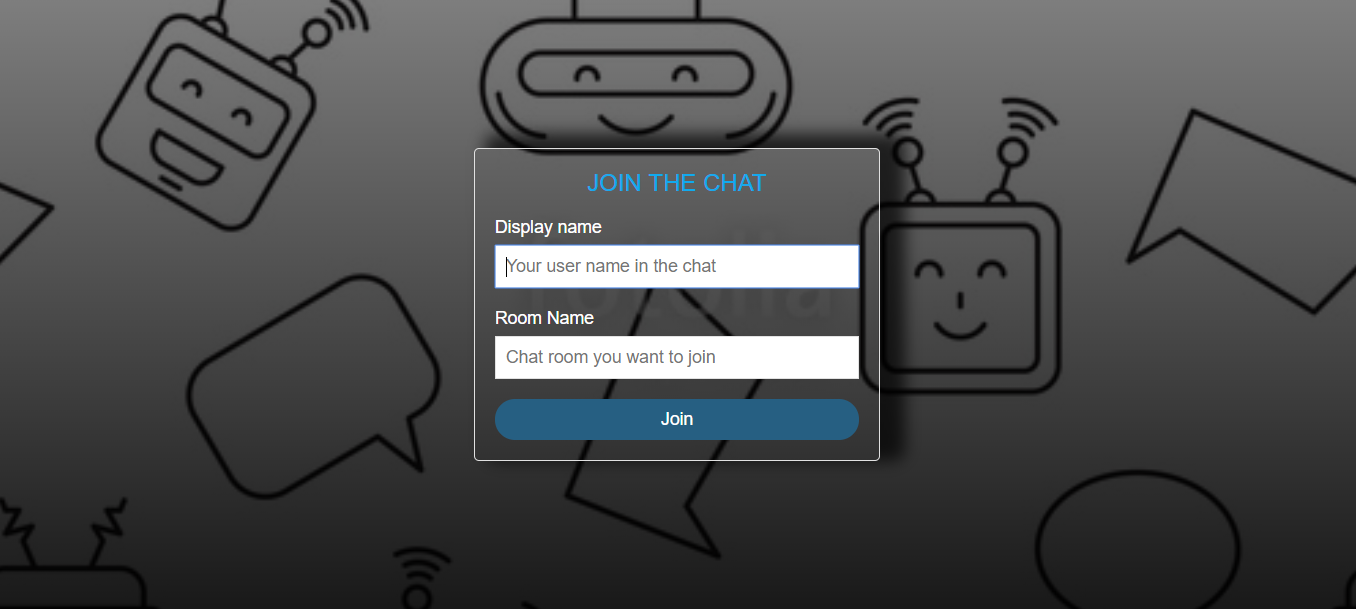 JOIN THE CHAT
Display name
Your user name in the chat
Room Name
Chat room you want to join
Join